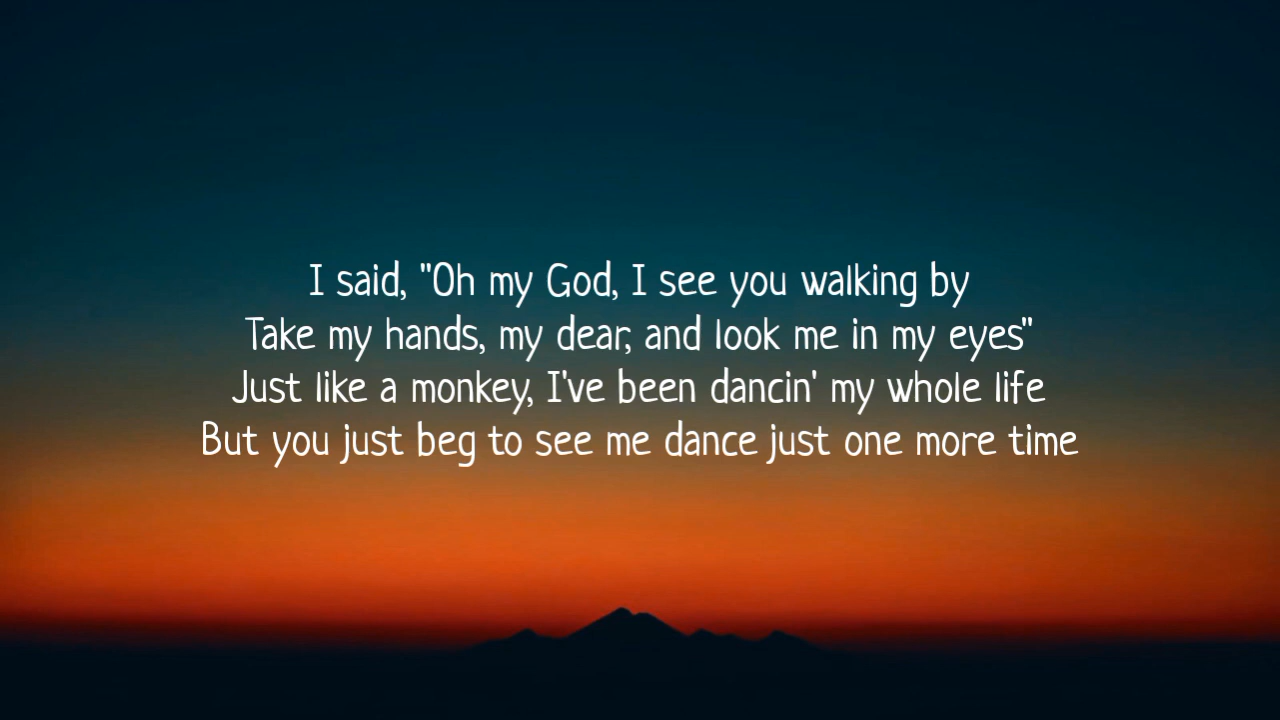 I said, "Oh my God, I see you walking by
Take my hands, my dear, and look me in my eyes"
Just like a monkey, I've been dancin' my whole life
But you just beg to see me dance just one more time